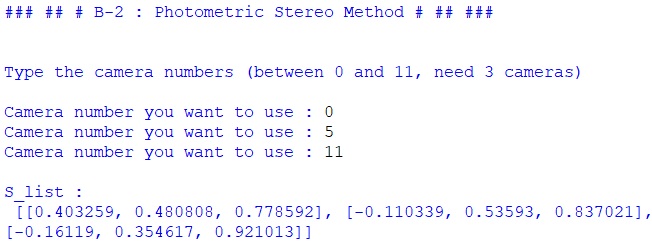 ### ## # B-2 : Photometric Stereo Method # ## ###
Type the camera numbers (between 0 and 11, need 3 cameras)
Camera number you want to use : 0
Camera number you want to use : 5
Camera number you want to use : 11
S_list :
[[0.403259, 0.480808, 0.778592], [-0.110339, 0.53593, 0.837021],
[-0.16119, 0.354617, 0.921013]]